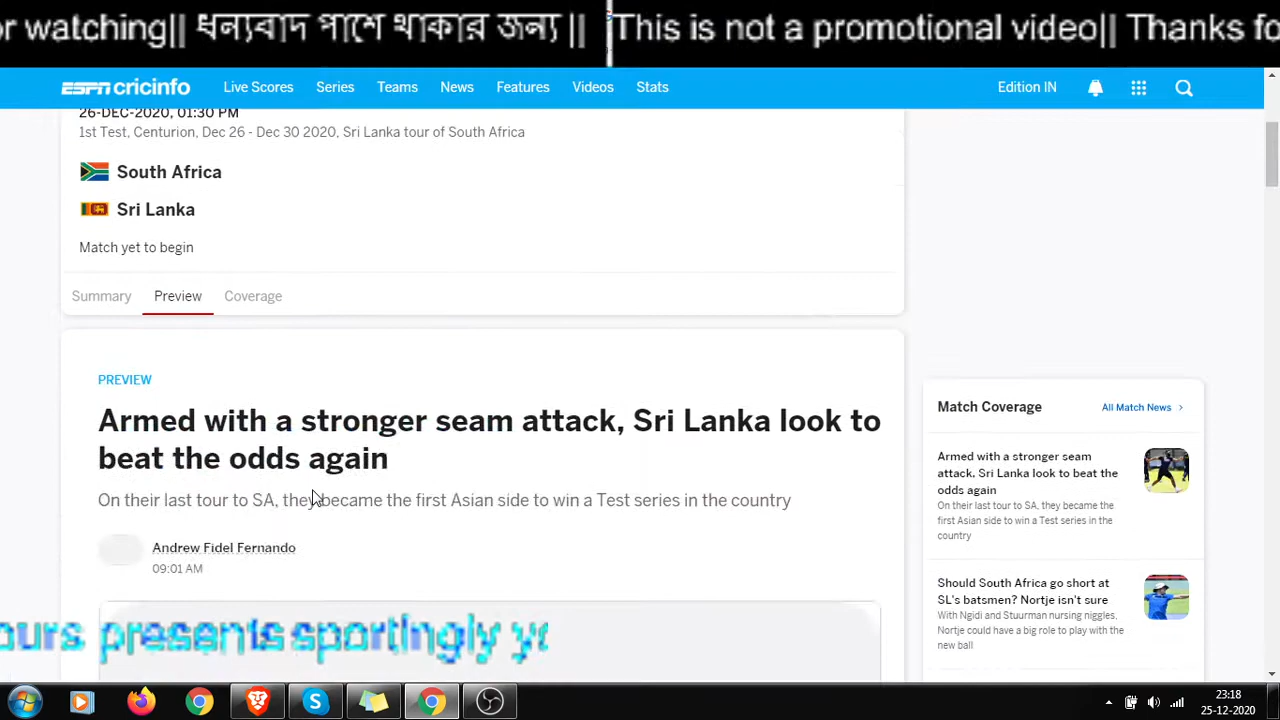 or watching|| ধন্যবাদ পাশে থাকার জন্য || This is not a promotional video|| Thanks fo
ESPN cricinfo Live Scores Series Teams News Features Videos Stats Edition IN
26-DEC-2020, 01:30 PM
1st Test, Centurion, Dec 26 - Dec 30 2020, Sri Lanka tour of South Africa
South Africa
Sri Lanka
Match yet to begin
Summary Preview Coverage
PREVIEW
Armed with a stronger seam attack, Sri Lanka look to
beat the odds again
On their last tour to SA, they became the first Asian side to win a Test series in the country
Andrew Fidel Fernando
09:01 AM
Match Coverage All Match News
Armed with a stronger seam
attack, Sri Lanka look to beat the
odds again
On their last tour to SA, they became the
first Asian side to win a Test series in the
country
Should South Africa go short at
SL's batsmen? Nortje isn't sure
With Ngidi and Stuurman nursing niggles,
Nortje could have a big role to play with the
new ball
ours presents sportingly yo
23:18
25-12-2020